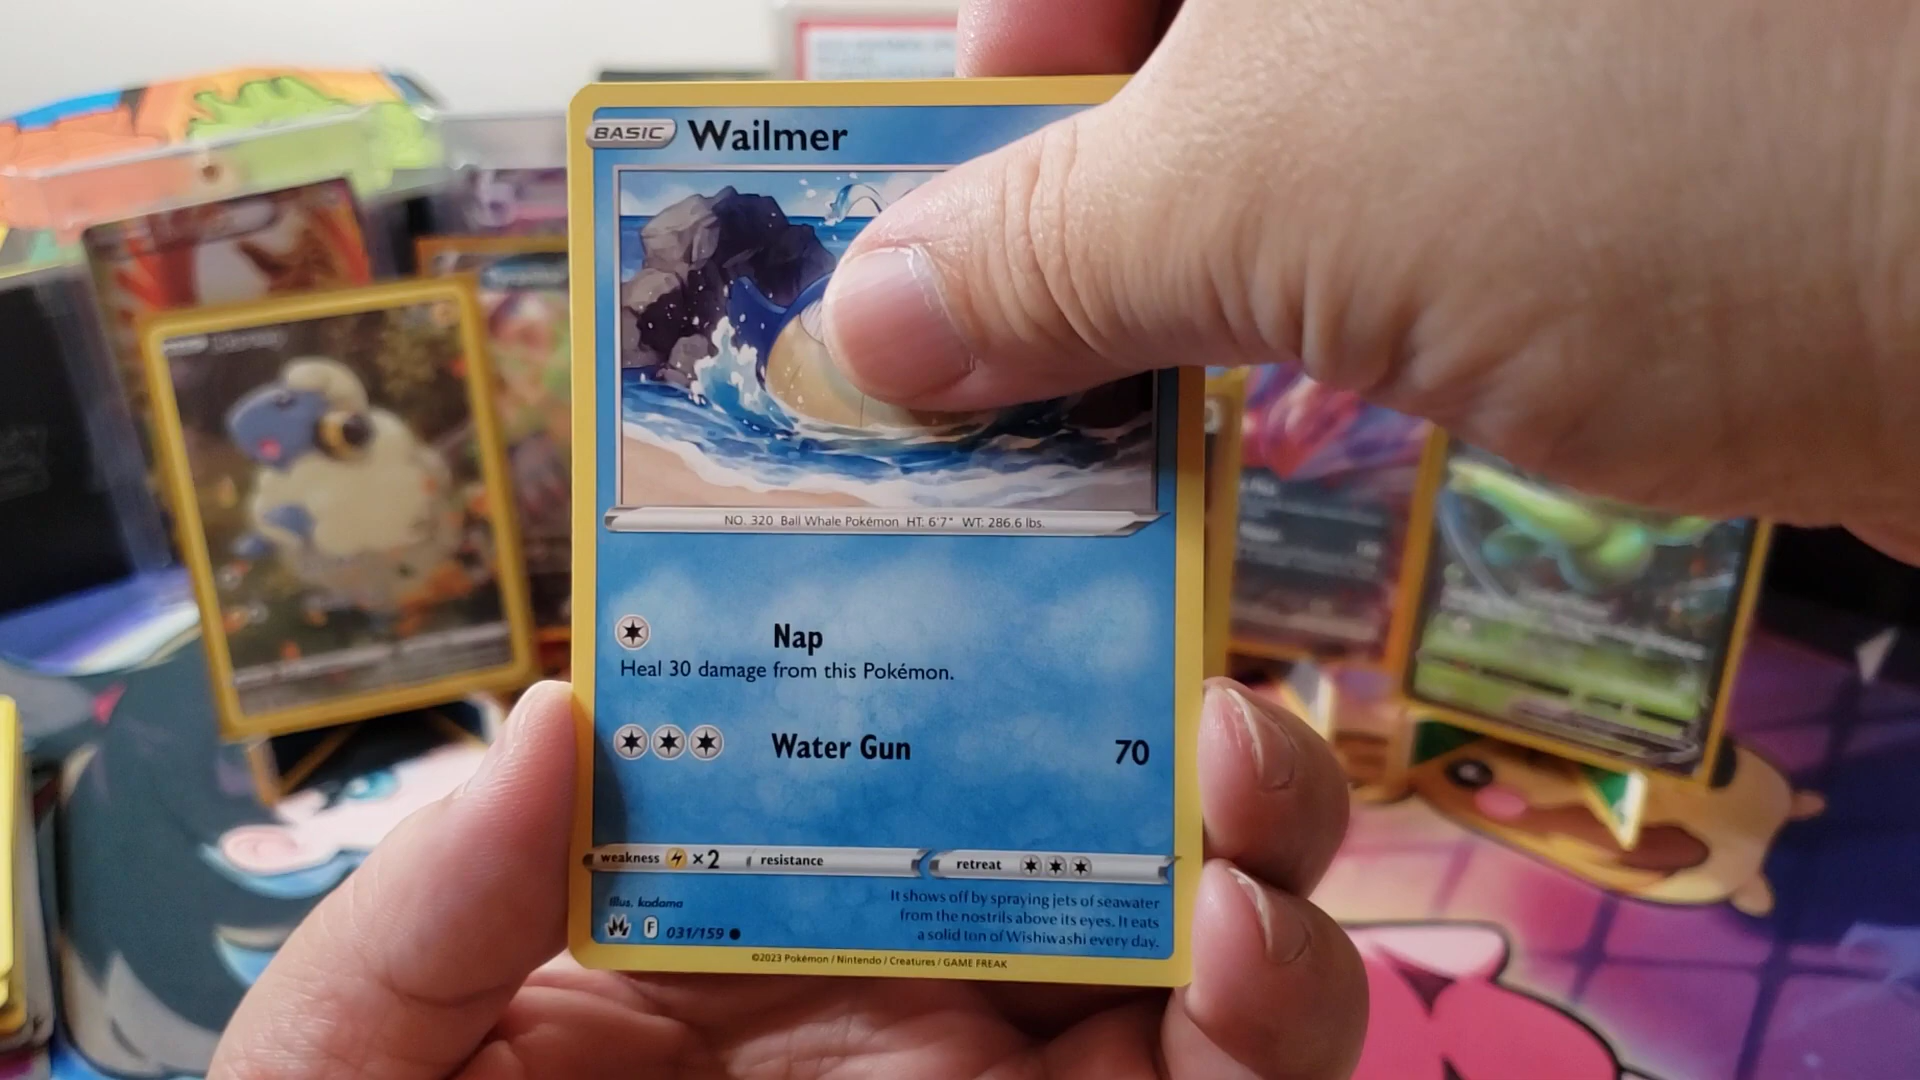 BASIC Wailmer
NO. 320 Ball Whale Pokémon HT: 6'7" WT: 286.6 lbs.
Nap
Heal 30 damage from this Pokémon.
Water Gun 70
weakness ×2 resistance retreat
Illus. kodama
F 031/159
It shows off by spraying jets of seawater
from the nostrils above its eyes. It eats
a solid ton of Wishiwashi every day.
©2023 Pokémon / Nintendo / Creatures / GAME FREAK